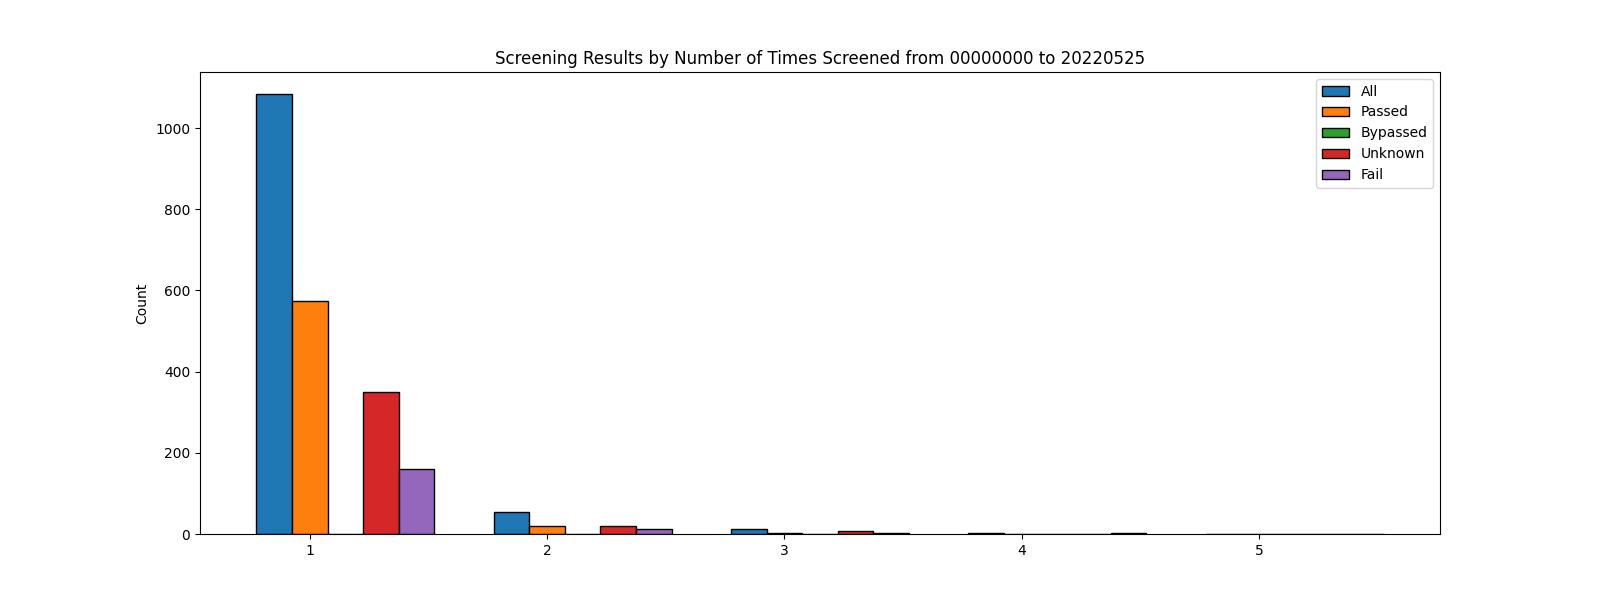 Screening Results by Number of Times Screened from 00000000 to 20220525
All
Passed
Bypassed
Unknown
Fail
Count
1000
800
600
400
200
0
1 2 3 4 5